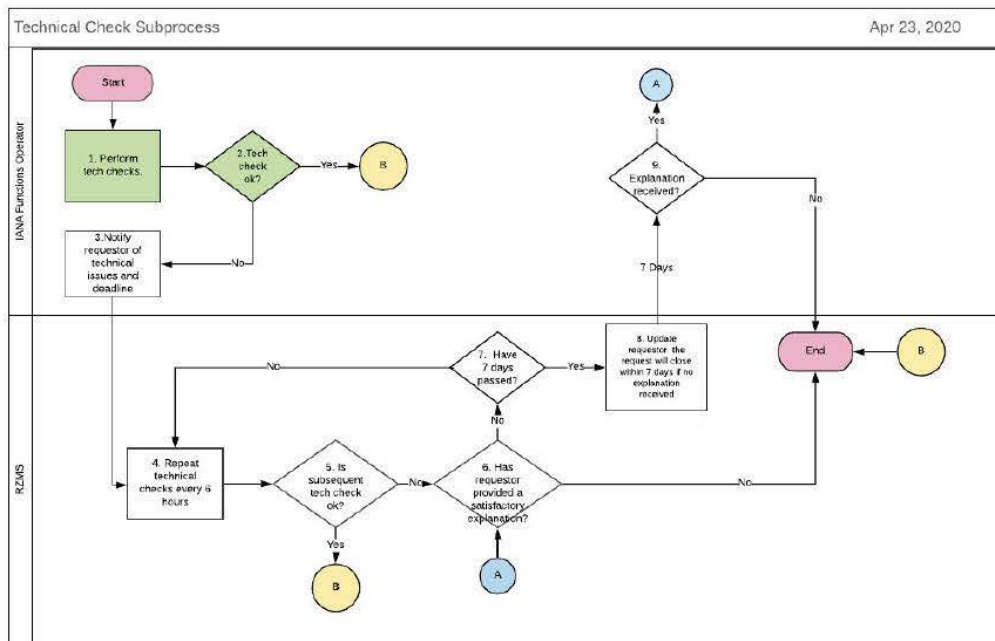 Technical Check Subprocess
Apr 23, 2020
IANA Functions Operator
Start
1. Perform
tech checks.
2.Tech
check
ok?
Yes
B
No
3.Notify
requestor of
technical
issues and
deadline
A
Yes
9.
Explanation
received?
No
7 Days
RZMS
7. Have
7 days
passed?
No
Yes
8. Update
requestor the
request will close
within 7 days if no
explanation
received
End
B
No
4. Repeat
technical
checks every 6
hours
5. Is
subsequent
tech check
ok?
No
6. Has
requestor
provided a
satisfactory
explanation?
No
Yes
B
A